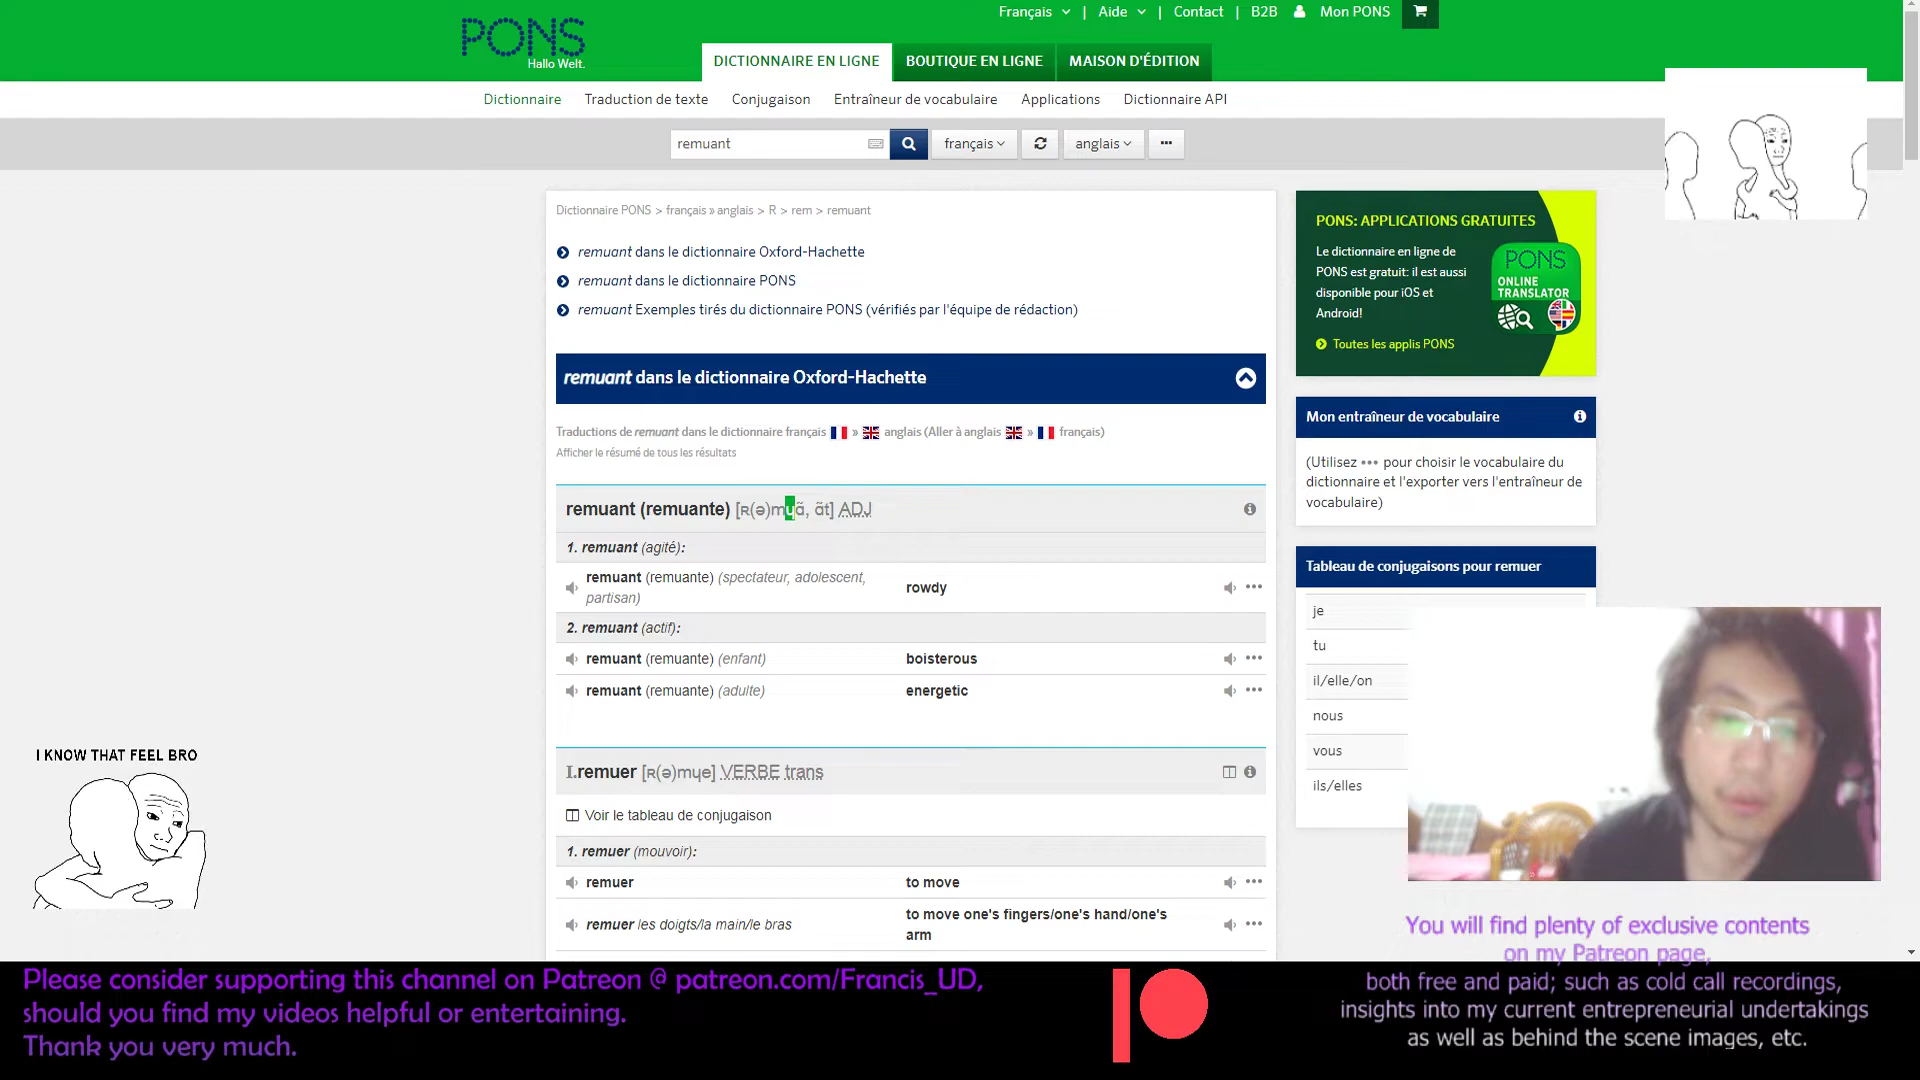 Français | Aide | Contact | B2B Mon PONS
PONS
Hallo Welt.
DICTIONNAIRE EN LIGNE BOUTIQUE EN LIGNE MAISON D'ÉDITION
Dictionnaire Traduction de texte Conjugaison Entraîneur de vocabulaire Applications Dictionnaire API
remuant français anglais ···
Dictionnaire PONS > français » anglais > R > rem > remuant
remuant dans le dictionnaire Oxford-Hachette
remuant dans le dictionnaire PONS
remuant Exemples tirés du dictionnaire PONS (vérifiés par l'équipe de rédaction)
remuant dans le dictionnaire Oxford-Hachette
Traductions de remuant dans le dictionnaire français » anglais (Aller à anglais » français)
Afficher le résumé de tous les résultats
remuant (remuante) [ʀ(ə)mɥɑ̃, ɑ̃t] ADJ
1. remuant (agité):
remuant (remuante) (spectateur, adolescent,
partisan)
rowdy
2. remuant (actif):
remuant (remuante) (enfant) boisterous
remuant (remuante) (adulte) energetic
I.remuer [ʀ(ə)mɥe] VERBE trans
Voir le tableau de conjugaison
1. remuer (mouvoir):
remuer to move
remuer les doigts/la main/le bras
to move one's fingers/one's hand/one's
arm
PONS: APPLICATIONS GRATUITES
Le dictionnaire en ligne de
PONS est gratuit: il est aussi
disponible pour iOS et
Android!
Toutes les applis PONS
PONS
ONLINE
TRANSLATOR
Mon entraîneur de vocabulaire
(Utilisez ••• pour choisir le vocabulaire du
dictionnaire et l'exporter vers l'entraîneur de
vocabulaire)
Tableau de conjugaisons pour remuer
je
tu
il/elle/on
nous
vous
ils/elles
I KNOW THAT FEEL BRO
Please consider supporting this channel on Patreon @ patreon.com/Francis_UD,
should you find my videos helpful or entertaining.
Thank you very much.
You will find plenty of exclusive contents
on my Patreon page,
both free and paid; such as cold call recordings,
insights into my current entrepreneurial undertakings
as well as behind the scene images, etc.